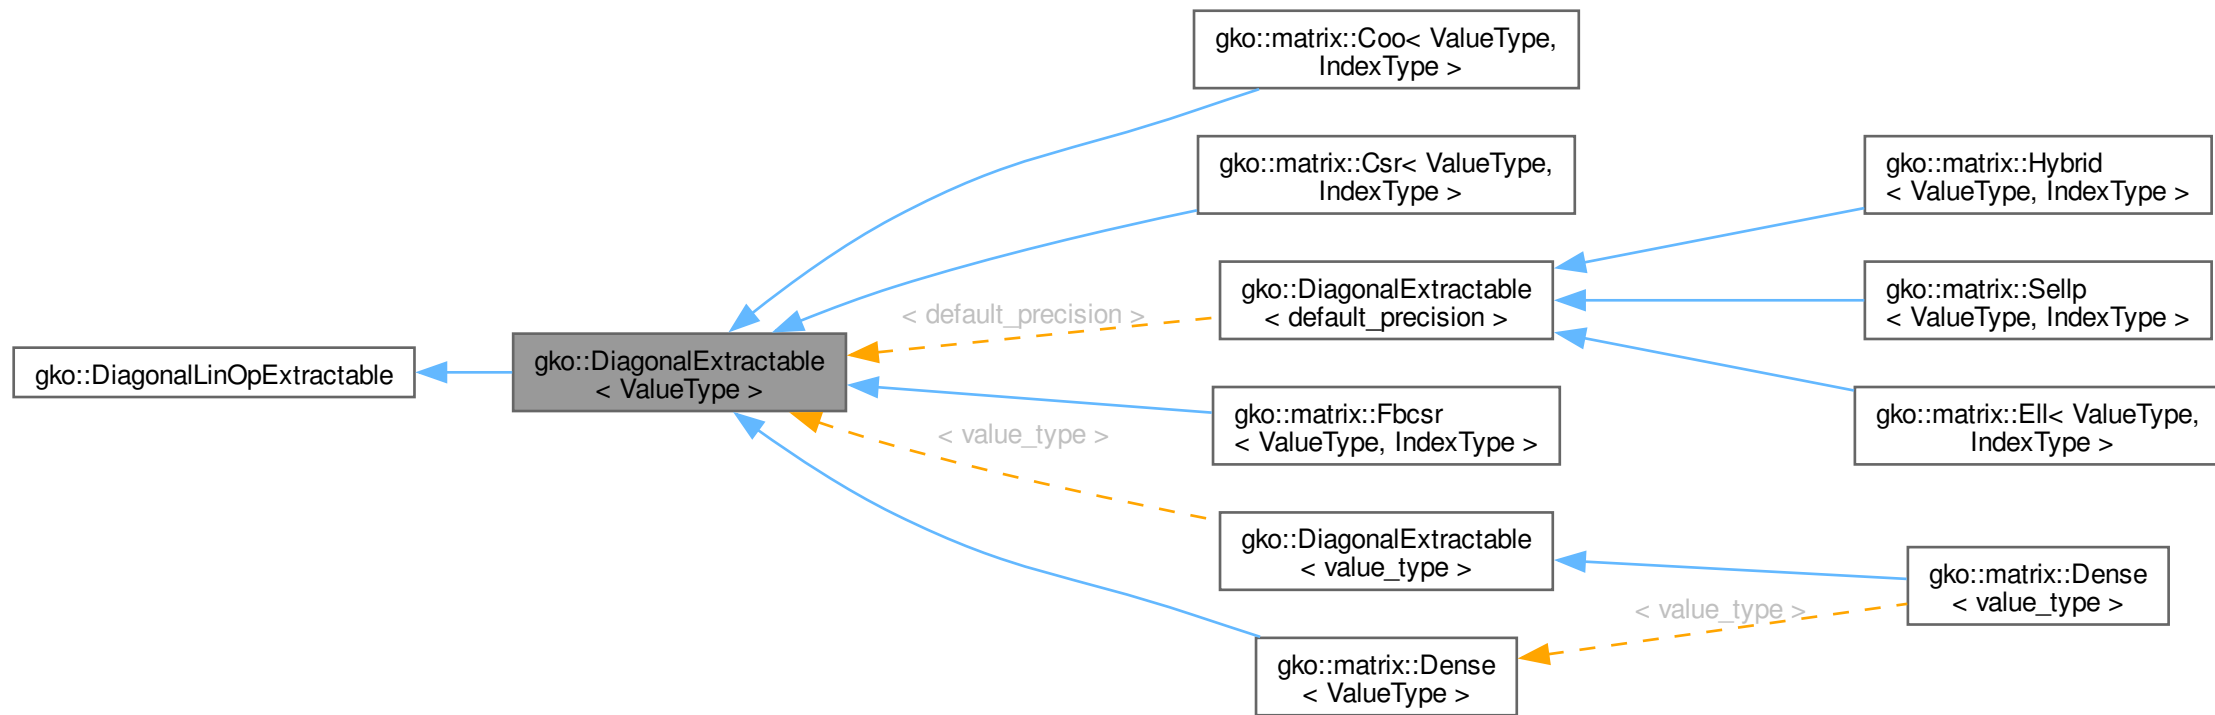 gko::DiagonalLinOpExtractable
gko::DiagonalExtractable
< ValueType >
gko::matrix::Coo< ValueType,
IndexType >
gko::matrix::Csr< ValueType,
IndexType >
< default_precision >
gko::DiagonalExtractable
< default_precision >
gko::matrix::Fbcsr
< ValueType, IndexType >
< value_type >
gko::DiagonalExtractable
< value_type >
gko::matrix::Dense
< ValueType >
gko::matrix::Hybrid
< ValueType, IndexType >
gko::matrix::Sellp
< ValueType, IndexType >
gko::matrix::Ell< ValueType,
IndexType >
< value_type >
gko::matrix::Dense
< value_type >